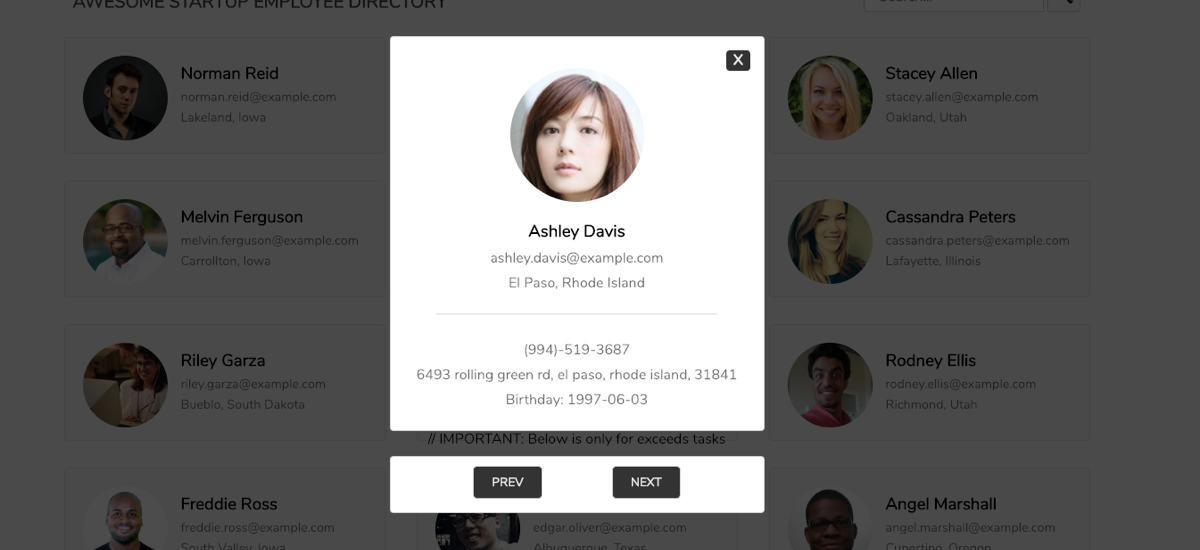 AWESOME STARTUP EMPLOYEE DIRECTORY
Search...
X
Norman Reid
norman.reid@example.com
Lakeland, Iowa
Stacey Allen
stacey.allen@example.com
Oakland, Utah
Melvin Ferguson
melvin.ferguson@example.com
Carrollton, Iowa
Ashley Davis
ashley.davis@example.com
El Paso, Rhode Island
(994)-519-3687
6493 rolling green rd, el paso, rhode island, 31841
Birthday: 1997-06-03
Cassandra Peters
cassandra.peters@example.com
Lafayette, Illinois
Riley Garza
riley.garza@example.com
Bueblo, South Dakota
Rodney Ellis
rodney.ellis@example.com
Richmond, Utah
// IMPORTANT: Below is only for exceeds tasks
PREV
NEXT
Freddie Ross
freddie.ross@example.com
South Valley, Iowa
edgar.oliver@example.com
Albuquerque, Texas
Angel Marshall
angel.marshall@example.com
Cupertino, Oregon